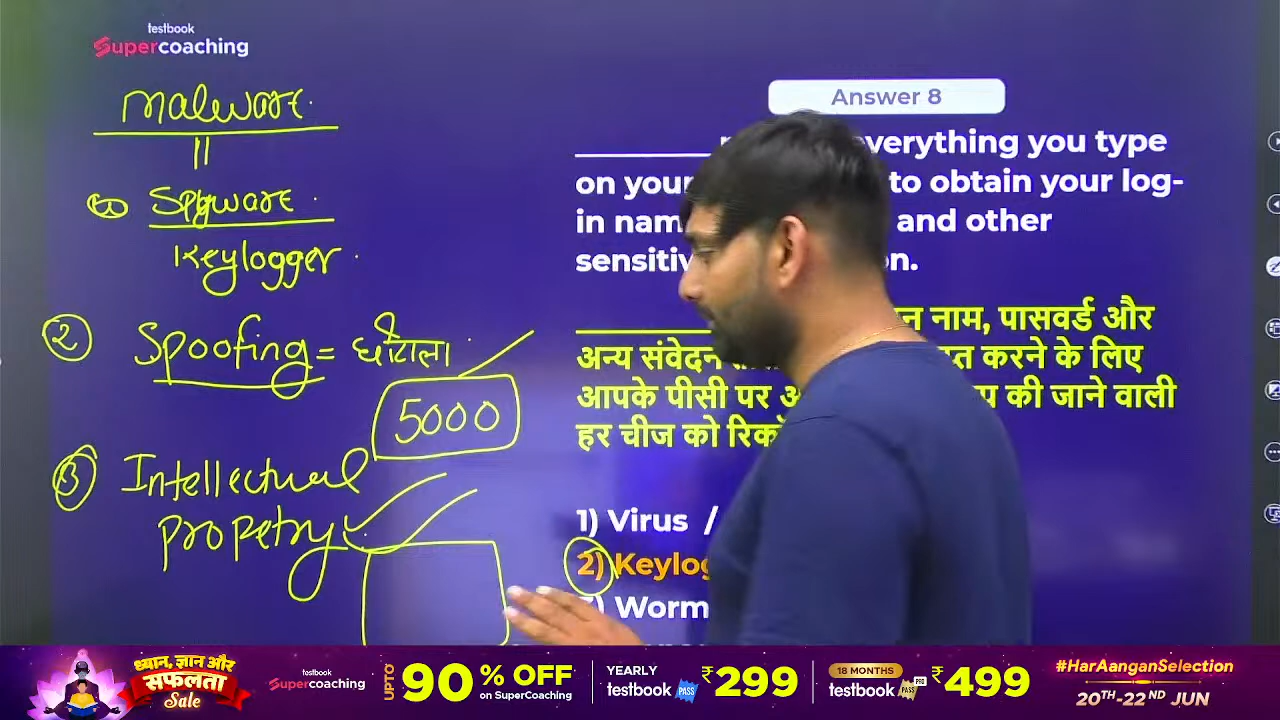 testbook
Supercoaching
malware.
Spyware.
Keylogger.
② Spoofing = घोटाला.
5000
③ Intellectual
propetry
Answer 8
everything you type
on your to obtain your log-
in nam and other
sensitiv n.
न नाम, पासवर्ड और
अन्य संवेदन करने के लिए
आपके पीसी पर की जाने वाली
हर चीज को रिकॉ
1) Virus /
2) Keylog
Worm
ध्यान, ज्ञान और
सफलता
Sale
testbook
Supercoaching
UPTO 90% OFF
on SuperCoaching
YEARLY
testbook PASS ₹299
18 MONTHS
testbook PASS PRO ₹499
#HarAanganSelection
20TH-22ND JUN